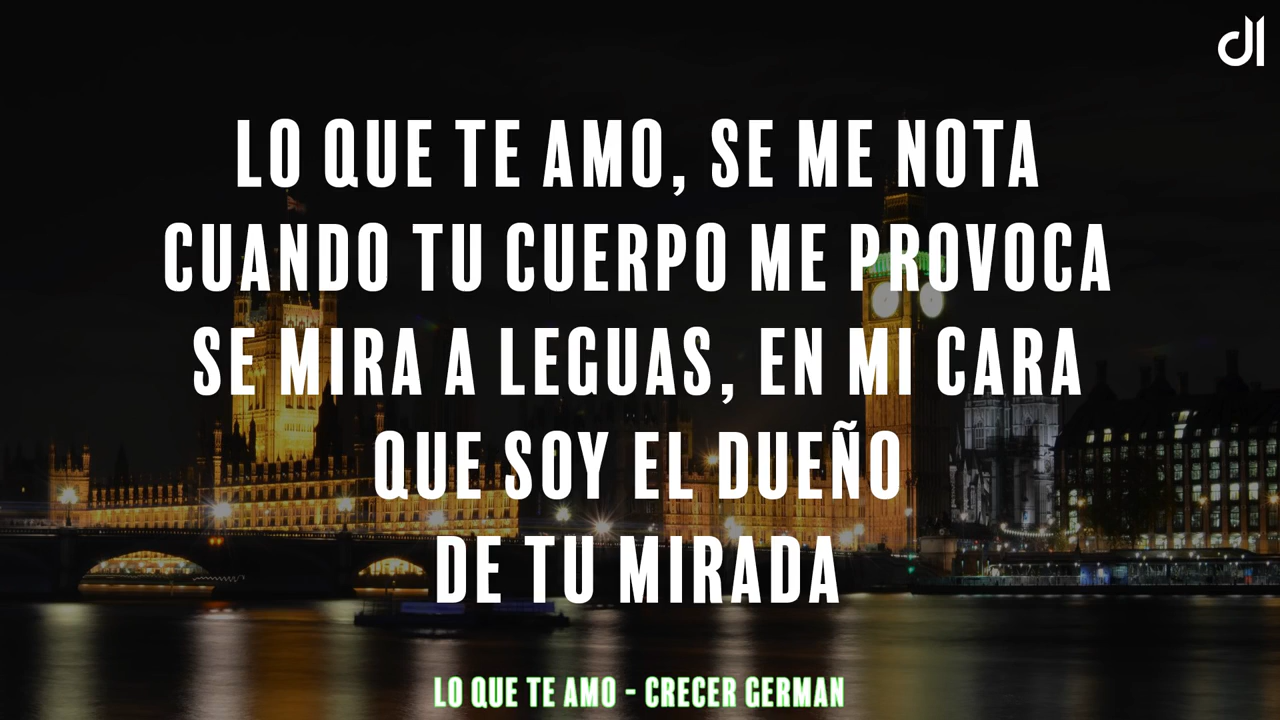 LO QUE TE AMO, SE ME NOTA
CUANDO TU CUERPO ME PROVOCA
SE MIRA A LEGUAS, EN MI CARA
QUE SOY EL DUEÑO
DE TU MIRADA
LO QUE TE AMO - CRECER GERMAN